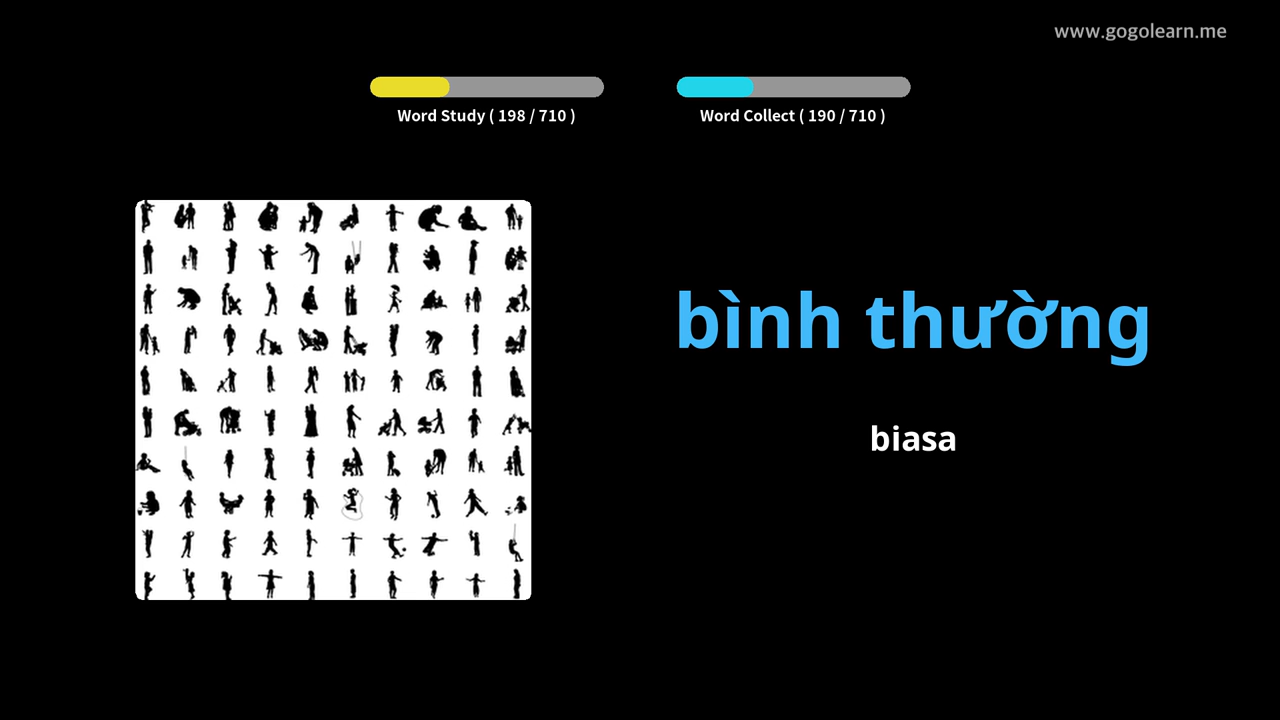 www.gogolearn.me
Word Study ( 198 / 710 )
Word Collect ( 190 / 710 )
bình thường
biasa